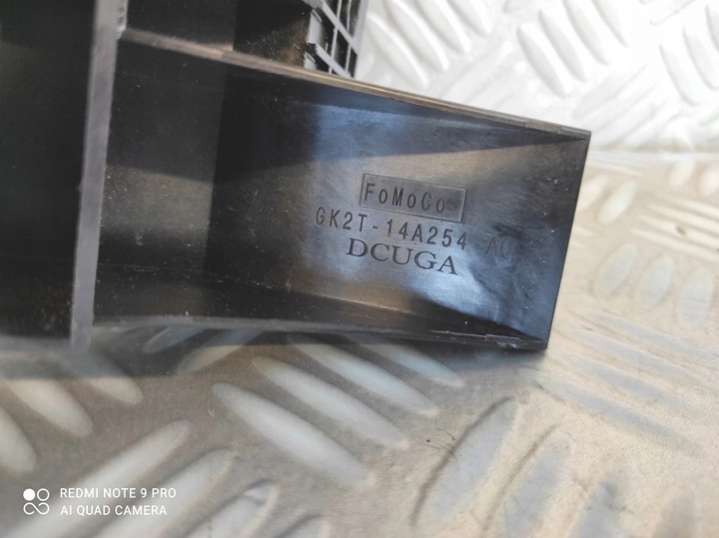 FoMoCo
GK2T-14A254
DCUGA
REDMI NOTE 9 PRO
AI QUAD CAMERA